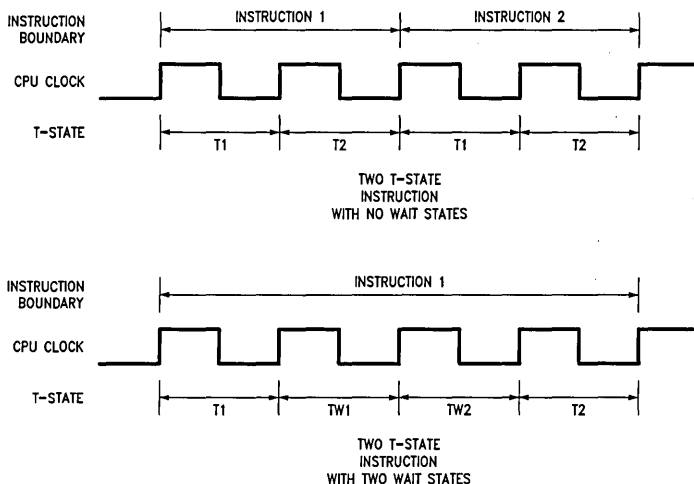 INSTRUCTION BOUNDARY
INSTRUCTION 1 INSTRUCTION 2
CPU CLOCK
T-STATE
T1 T2 T1 T2
TWO T-STATE
INSTRUCTION
WITH NO WAIT STATES
INSTRUCTION BOUNDARY
INSTRUCTION 1
CPU CLOCK
T-STATE
T1 TW1 TW2 T2
TWO T-STATE
INSTRUCTION
WITH TWO WAIT STATES